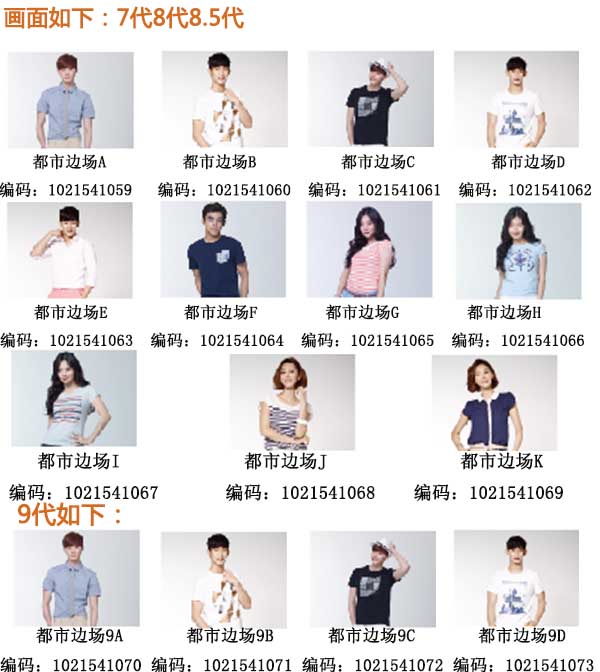 画面如下：7代8代8.5代
都市边场A 都市边场B 都市边场C 都市边场D
编码：1021541059 编码：1021541060 编码：1021541061 编码：1021541062
都市边场E 都市边场F 都市边场G 都市边场H
编码：1021541063 编码：1021541064 编码：1021541065 编码：1021541066
都市边场I 都市边场J 都市边场K
编码：1021541067 编码：1021541068 编码：1021541069
9代如下：
都市边场9A 都市边场9B 都市边场9C 都市边场9D
编码：1021541070 编码：1021541071 编码：1021541072 编码：1021541073